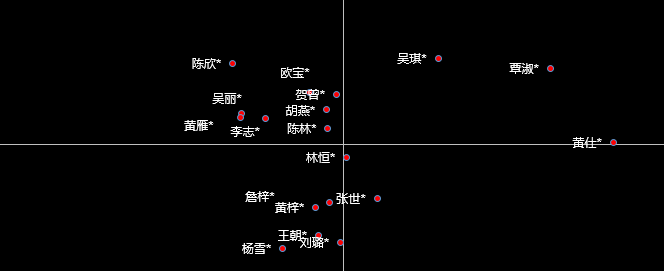 陈欣*
吴琪*
覃淑*
欧宝*
贺曾*
吴丽*
胡燕*
黄雁*
李志*
陈林*
黄仕*
林恒*
詹梓*
张世*
黄梓*
王朝*
刘璐*
杨雪*